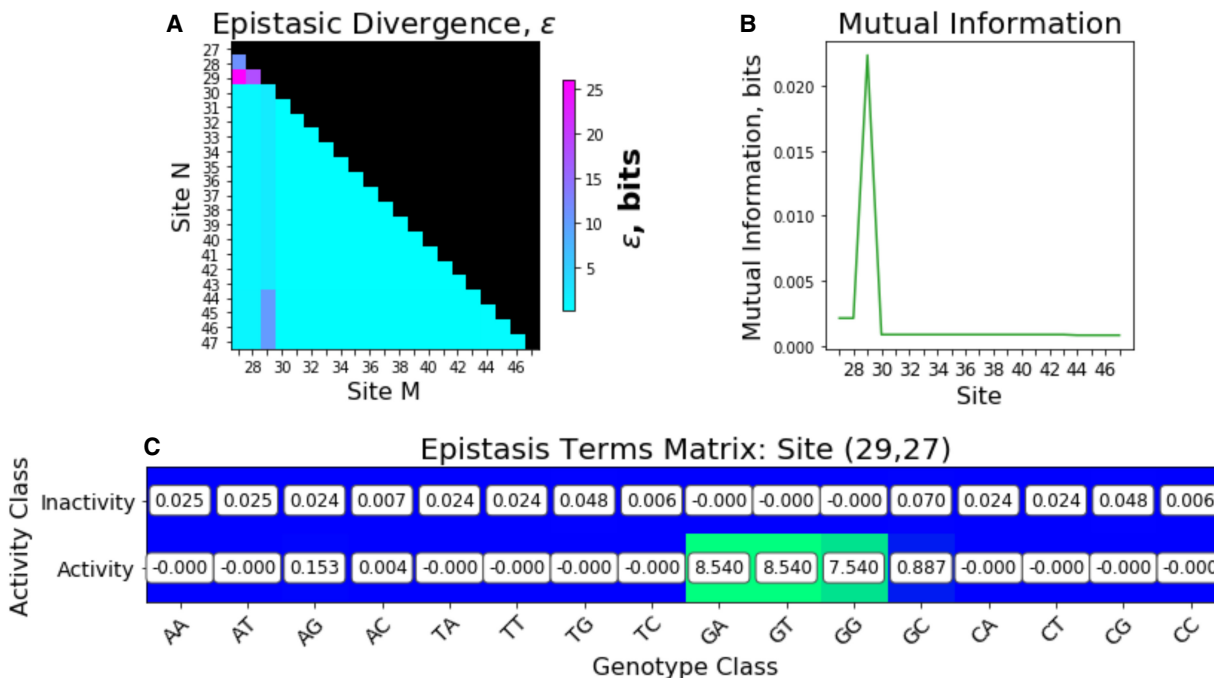 A Epistasic Divergence, ε
27
28
29
30
31
32
33
34
35
36
37
38
39
40
41
42
43
44
45
46
47
Site N
28 30 32 34 36 38 40 42 44 46
Site M
25
20
15
10
5
ε, bits
B Mutual Information
0.020
0.015
0.010
0.005
0.000
Mutual Information, bits
28 30 32 34 36 38 40 42 44 46
Site
C Epistasis Terms Matrix: Site (29,27)
Activity Class
Inactivity 0.025 0.025 0.024 0.007 0.024 0.024 0.048 0.006 -0.000 -0.000 -0.000 0.070 0.024 0.024 0.048 0.006
Activity -0.000 -0.000 0.153 0.004 -0.000 -0.000 -0.000 -0.000 8.540 8.540 7.540 0.887 -0.000 -0.000 -0.000 -0.000
AA AT AG AC TA TT TG TC GA GT GG GC CA CT CG CC
Genotype Class